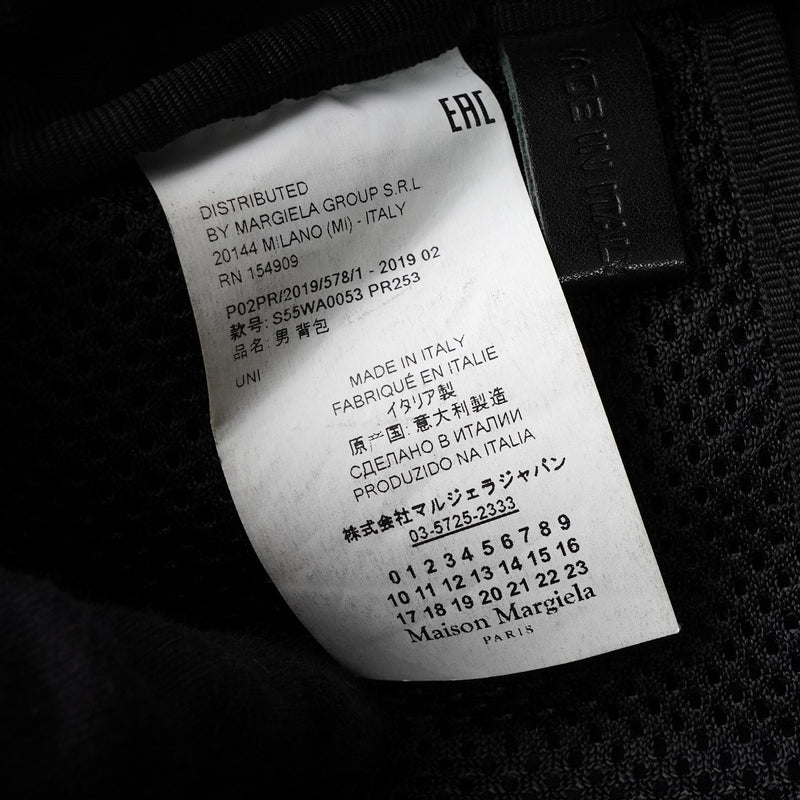 EAC
DISTRIBUTED
BY MARGIELA GROUP S.R.L
20144 MILANO (MI) - ITALY
RN 154909
P02PR/2019/578/1 - 2019 02
款号: S55WA0053 PR253
品名: 男 背包
UNI
MADE IN ITALY
FABRIQUÉ EN ITALIE
イタリア製
原产国: 意大利製造
СДЕЛАНО В ИТАЛИИ
PRODUZIDO NA ITALIA
株式会社マルジェラジャパン
03-5725-2333
0 1 2 3 4 5 6 7 8 9
10 11 12 13 14 15 16
17 18 19 20 21 22 23
Maison Margiela
PARIS
MADE IN ITALY